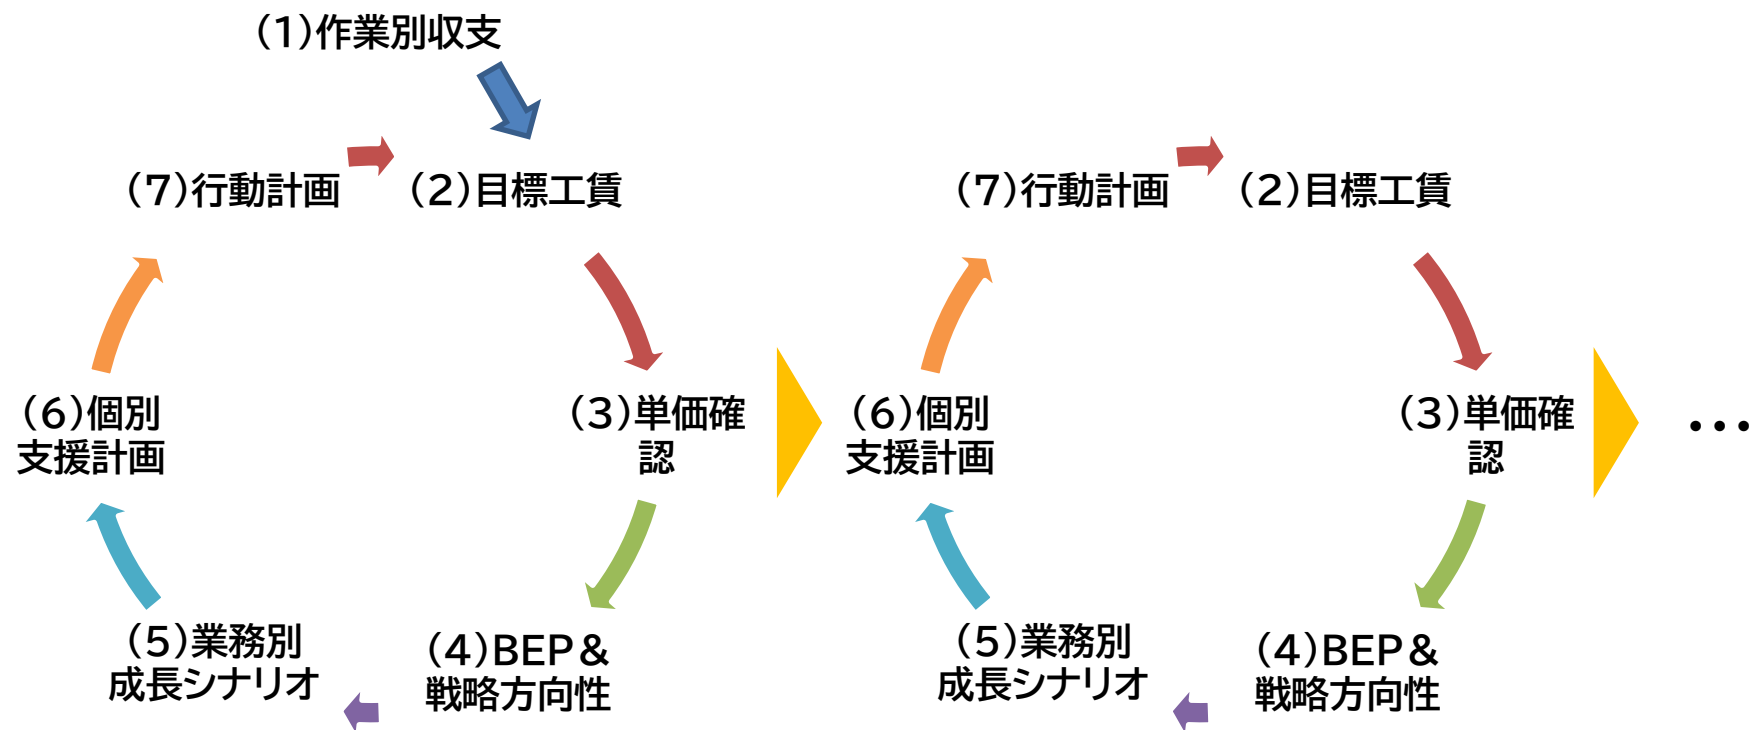 (1)作業別収支
(7)行動計画
(2)目標工賃
(3)単価確
認
(4)BEP&
戦略方向性
(5)業務別
成長シナリオ
(6)個別
支援計画
(7)行動計画
(2)目標工賃
(3)単価確
認
(4)BEP&
戦略方向性
(5)業務別
成長シナリオ
(6)個別
支援計画
…